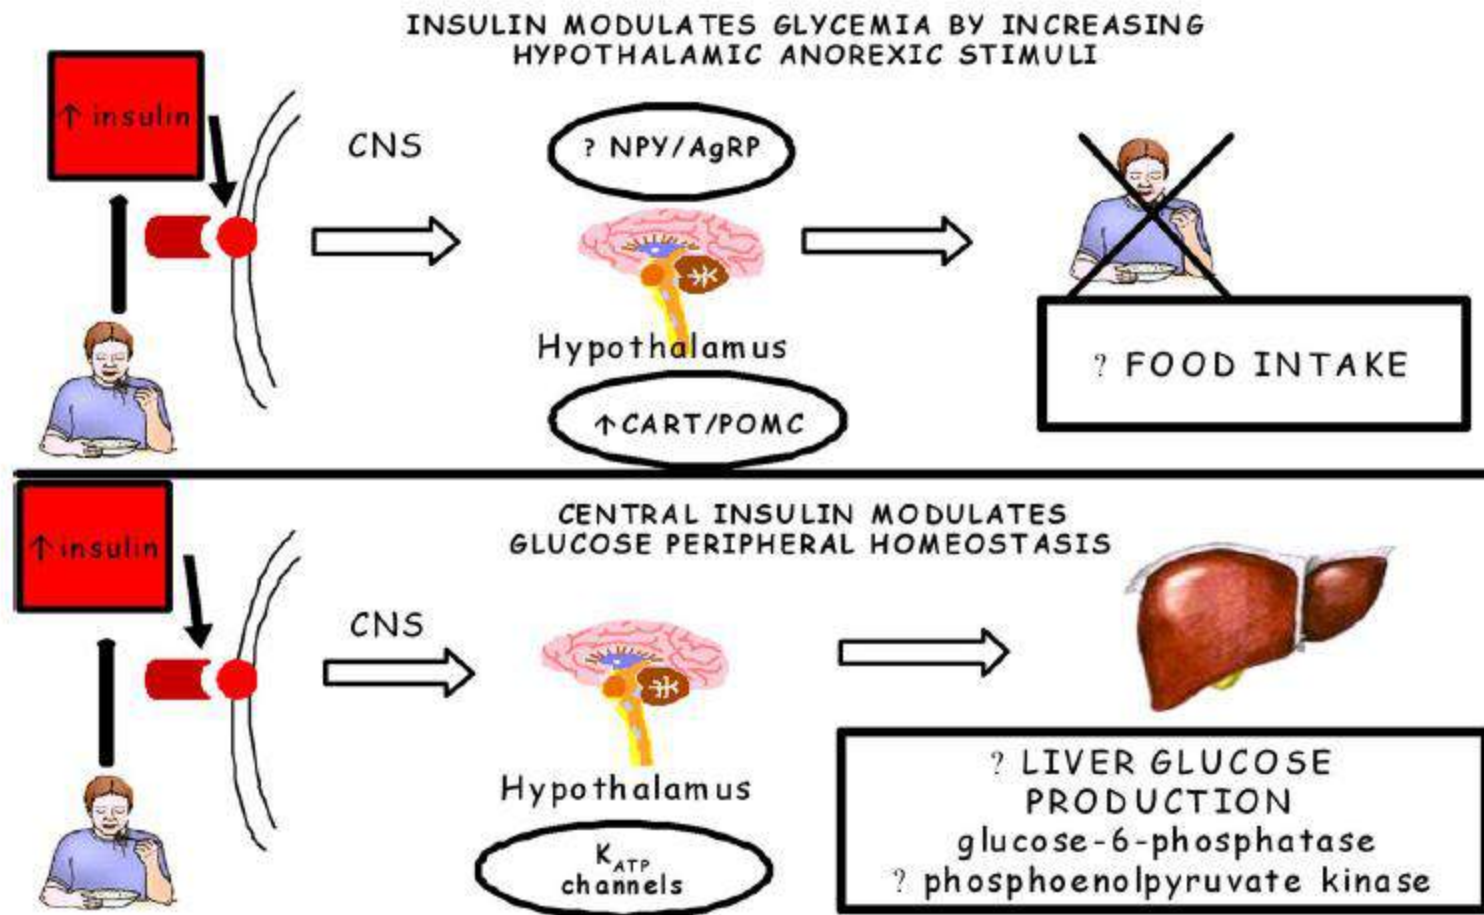 INSULIN MODULATES GLYCEMIA BY INCREASING
HYPOTHALAMIC ANOREXIC STIMULI
↑ insulin
CNS
? NPY/AgRP
Hypothalamus
↑CART/POMC
? FOOD INTAKE
CENTRAL INSULIN MODULATES
GLUCOSE PERIPHERAL HOMEOSTASIS
↑insulin
CNS
Hypothalamus
KATP
channels
? LIVER GLUCOSE
PRODUCTION
glucose-6-phosphatase
? phosphoenolpyruvate kinase